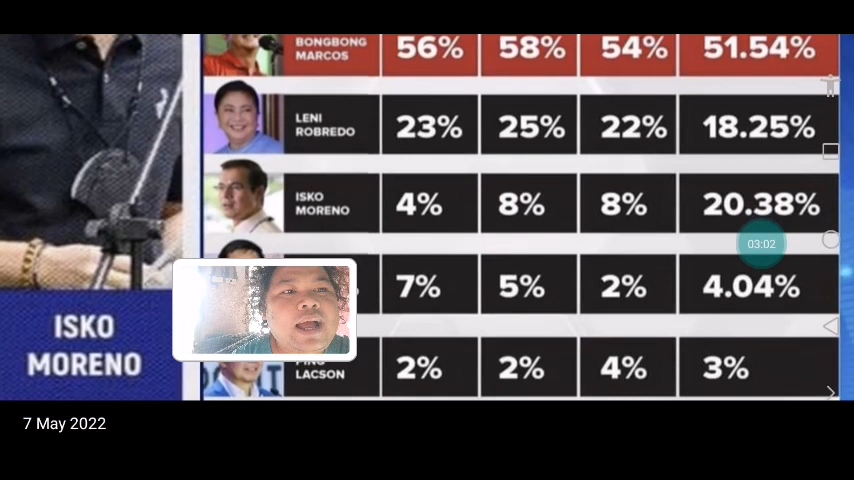 BONGBONG
MARCOS
56% 58% 54% 51.54%
LENI
ROBREDO
23% 25% 22% 18.25%
ISKO
MORENO
4% 8% 8% 20.38%
03:02
7% 5% 2% 4.04%
LACSON
2% 2% 4% 3%
ISKO
MORENO
7 May 2022